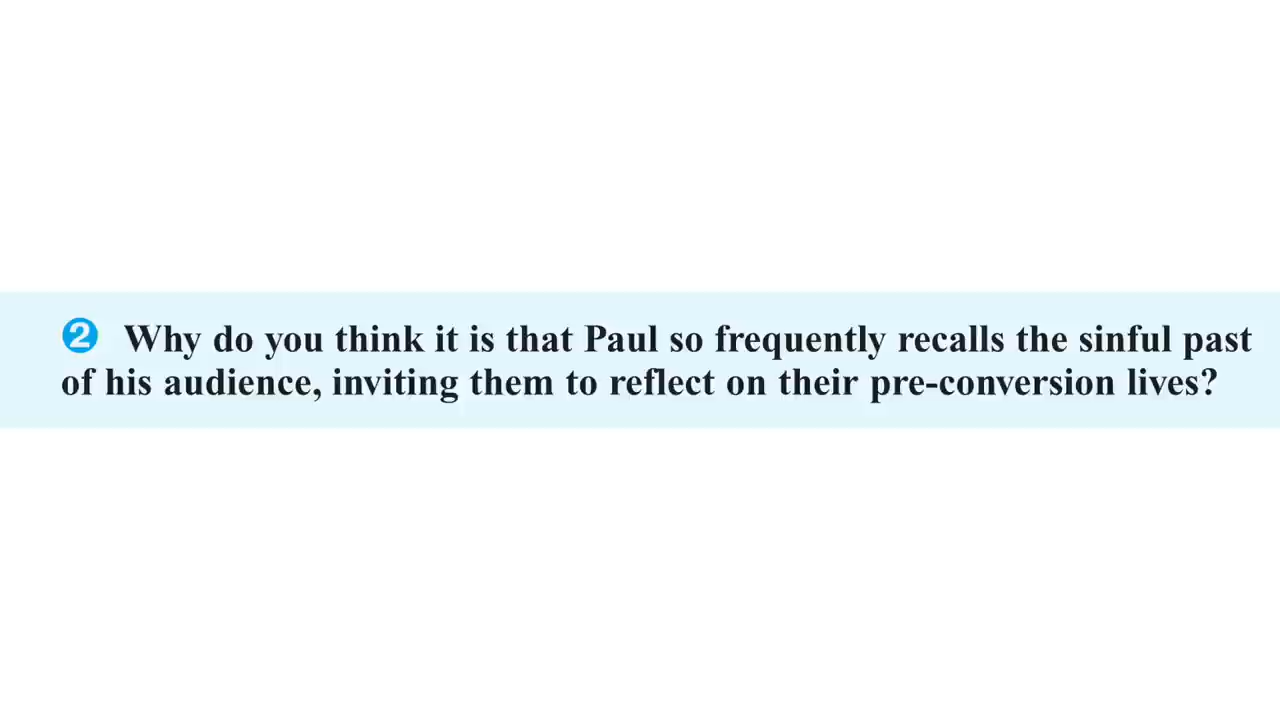 ❷ Why do you think it is that Paul so frequently recalls the sinful past
of his audience, inviting them to reflect on their pre-conversion lives?